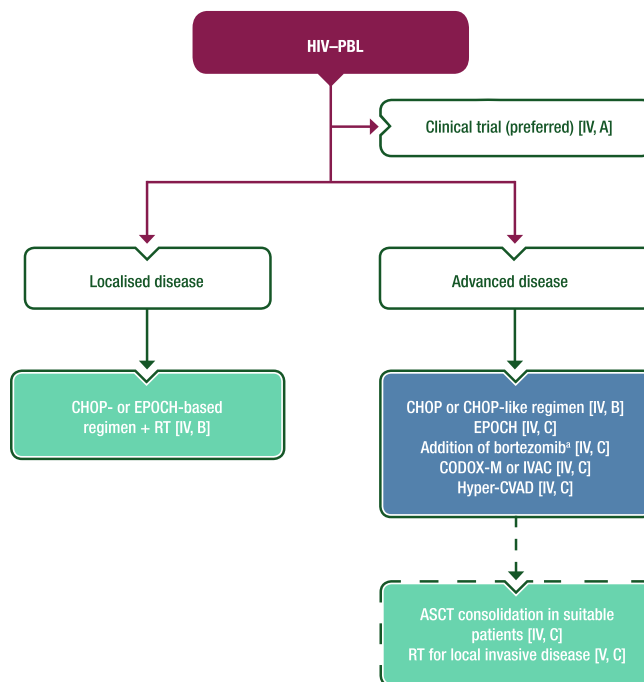 HIV–PBL
Clinical trial (preferred) [IV, A]
Localised disease
Advanced disease
CHOP- or EPOCH-based
regimen + RT [IV, B]
CHOP or CHOP-like regimen [IV, B]
EPOCH [IV, C]
Addition of bortezomibᵃ [IV, C]
CODOX-M or IVAC [IV, C]
Hyper-CVAD [IV, C]
ASCT consolidation in suitable
patients [IV, C]
RT for local invasive disease [V, C]